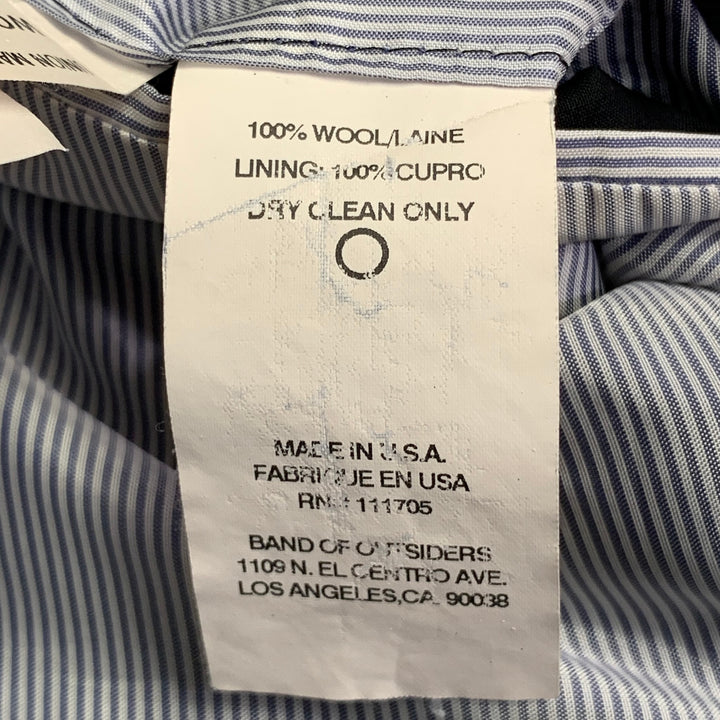 100% WOOL/LAINE
LINING: 100% CUPRO
DRY CLEAN ONLY
MADE IN U.S.A.
FABRIQUE EN USA
RN# 111705
BAND OF OUTSIDERS
1109 N. EL CENTRO AVE.
LOS ANGELES,CA. 90038